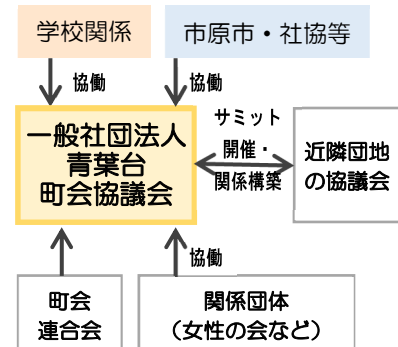 学校関係
市原市・社協等
協働
協働
一般社団法人
青葉台
町会協議会
サミット
開催・
関係構築
近隣団地
の協議会
協働
町会
連合会
関係団体
（女性の会など）